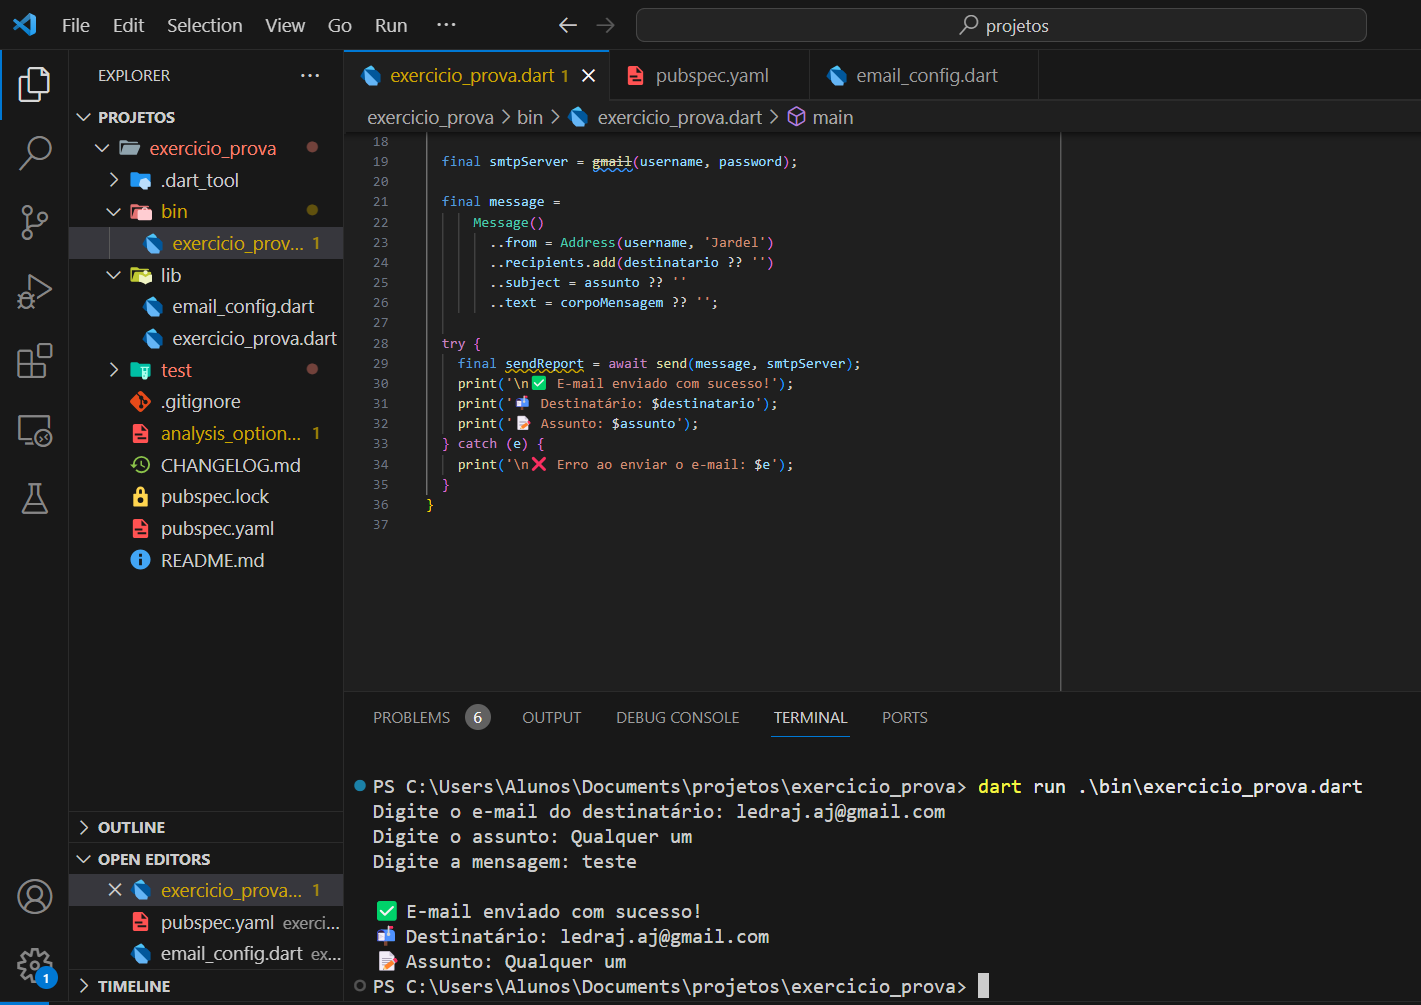 File Edit Selection View Go Run ···
projetos
EXPLORER ···
PROJETOS
exercicio_prova
.dart_tool
bin
exercicio_prov... 1
lib
email_config.dart
exercicio_prova.dart
test
.gitignore
analysis_option... 1
CHANGELOG.md
pubspec.lock
pubspec.yaml
README.md
OUTLINE
OPEN EDITORS
exercicio_prova... 1
pubspec.yaml exerci...
email_config.dart ex...
TIMELINE
1
exercicio_prova.dart 1
pubspec.yaml
email_config.dart
exercicio_prova > bin > exercicio_prova.dart > main
18
19 final smtpServer = gmail(username, password);
20
21 final message =
22 Message()
23 ..from = Address(username, 'Jardel')
24 ..recipients.add(destinatario ?? '')
25 ..subject = assunto ?? ''
26 ..text = corpoMensagem ?? '';
27
28 try {
29 final sendReport = await send(message, smtpServer);
30 print('\n✅ E-mail enviado com sucesso!');
31 print('📬 Destinatário: $destinatario');
32 print('📝 Assunto: $assunto');
33 } catch (e) {
34 print('\n❌ Erro ao enviar o e-mail: $e');
35 }
36 }
37
PROBLEMS 6 OUTPUT DEBUG CONSOLE TERMINAL PORTS
PS C:\Users\Alunos\Documents\projetos\exercicio_prova> dart run .\bin\exercicio_prova.dart
Digite o e-mail do destinatário: ledraj.aj@gmail.com
Digite o assunto: Qualquer um
Digite a mensagem: teste
✅ E-mail enviado com sucesso!
📬 Destinatário: ledraj.aj@gmail.com
📝 Assunto: Qualquer um
PS C:\Users\Alunos\Documents\projetos\exercicio_prova>